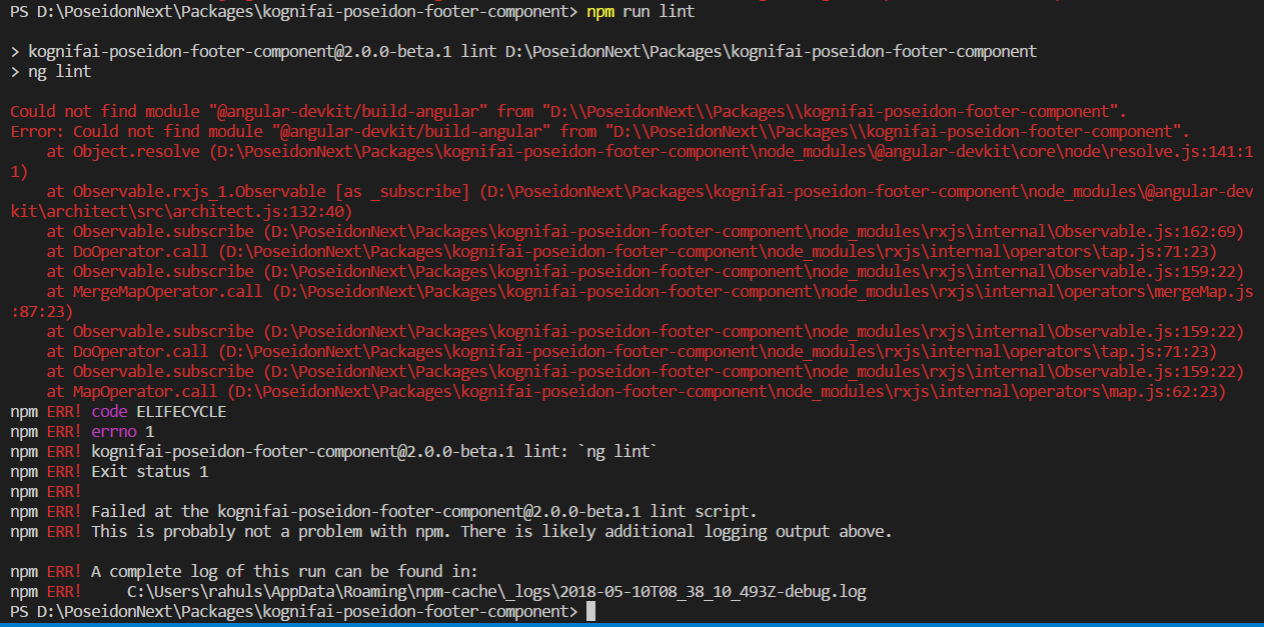 PS D:\PoseidonNext\Packages\kognifai-poseidon-footer-component> npm run lint
> kognifai-poseidon-footer-component@2.0.0-beta.1 lint D:\PoseidonNext\Packages\kognifai-poseidon-footer-component
> ng lint
Could not find module "@angular-devkit/build-angular" from "D:\\PoseidonNext\\Packages\\kognifai-poseidon-footer-component".
Error: Could not find module "@angular-devkit/build-angular" from "D:\\PoseidonNext\\Packages\\kognifai-poseidon-footer-component".
    at Object.resolve (D:\PoseidonNext\Packages\kognifai-poseidon-footer-component\node_modules\@angular-devkit\core\node\resolve.js:141:1
1)
    at Observable.rxjs_1.Observable [as _subscribe] (D:\PoseidonNext\Packages\kognifai-poseidon-footer-component\node_modules\@angular-dev
kit\architect\src\architect.js:132:40)
    at Observable.subscribe (D:\PoseidonNext\Packages\kognifai-poseidon-footer-component\node_modules\rxjs\internal\Observable.js:162:69)
    at DoOperator.call (D:\PoseidonNext\Packages\kognifai-poseidon-footer-component\node_modules\rxjs\internal\operators\tap.js:71:23)
    at Observable.subscribe (D:\PoseidonNext\Packages\kognifai-poseidon-footer-component\node_modules\rxjs\internal\Observable.js:159:22)
    at MergeMapOperator.call (D:\PoseidonNext\Packages\kognifai-poseidon-footer-component\node_modules\rxjs\internal\operators\mergeMap.js
:87:23)
    at Observable.subscribe (D:\PoseidonNext\Packages\kognifai-poseidon-footer-component\node_modules\rxjs\internal\Observable.js:159:22)
    at DoOperator.call (D:\PoseidonNext\Packages\kognifai-poseidon-footer-component\node_modules\rxjs\internal\operators\tap.js:71:23)
    at Observable.subscribe (D:\PoseidonNext\Packages\kognifai-poseidon-footer-component\node_modules\rxjs\internal\Observable.js:159:22)
    at MapOperator.call (D:\PoseidonNext\Packages\kognifai-poseidon-footer-component\node_modules\rxjs\internal\operators\map.js:62:23)
npm ERR! code ELIFECYCLE
npm ERR! errno 1
npm ERR! kognifai-poseidon-footer-component@2.0.0-beta.1 lint: `ng lint`
npm ERR! Exit status 1
npm ERR!
npm ERR! Failed at the kognifai-poseidon-footer-component@2.0.0-beta.1 lint script.
npm ERR! This is probably not a problem with npm. There is likely additional logging output above.
npm ERR! A complete log of this run can be found in:
npm ERR!     C:\Users\rahuls\AppData\Roaming\npm-cache\_logs\2018-05-10T08_38_10_493Z-debug.log
PS D:\PoseidonNext\Packages\kognifai-poseidon-footer-component>